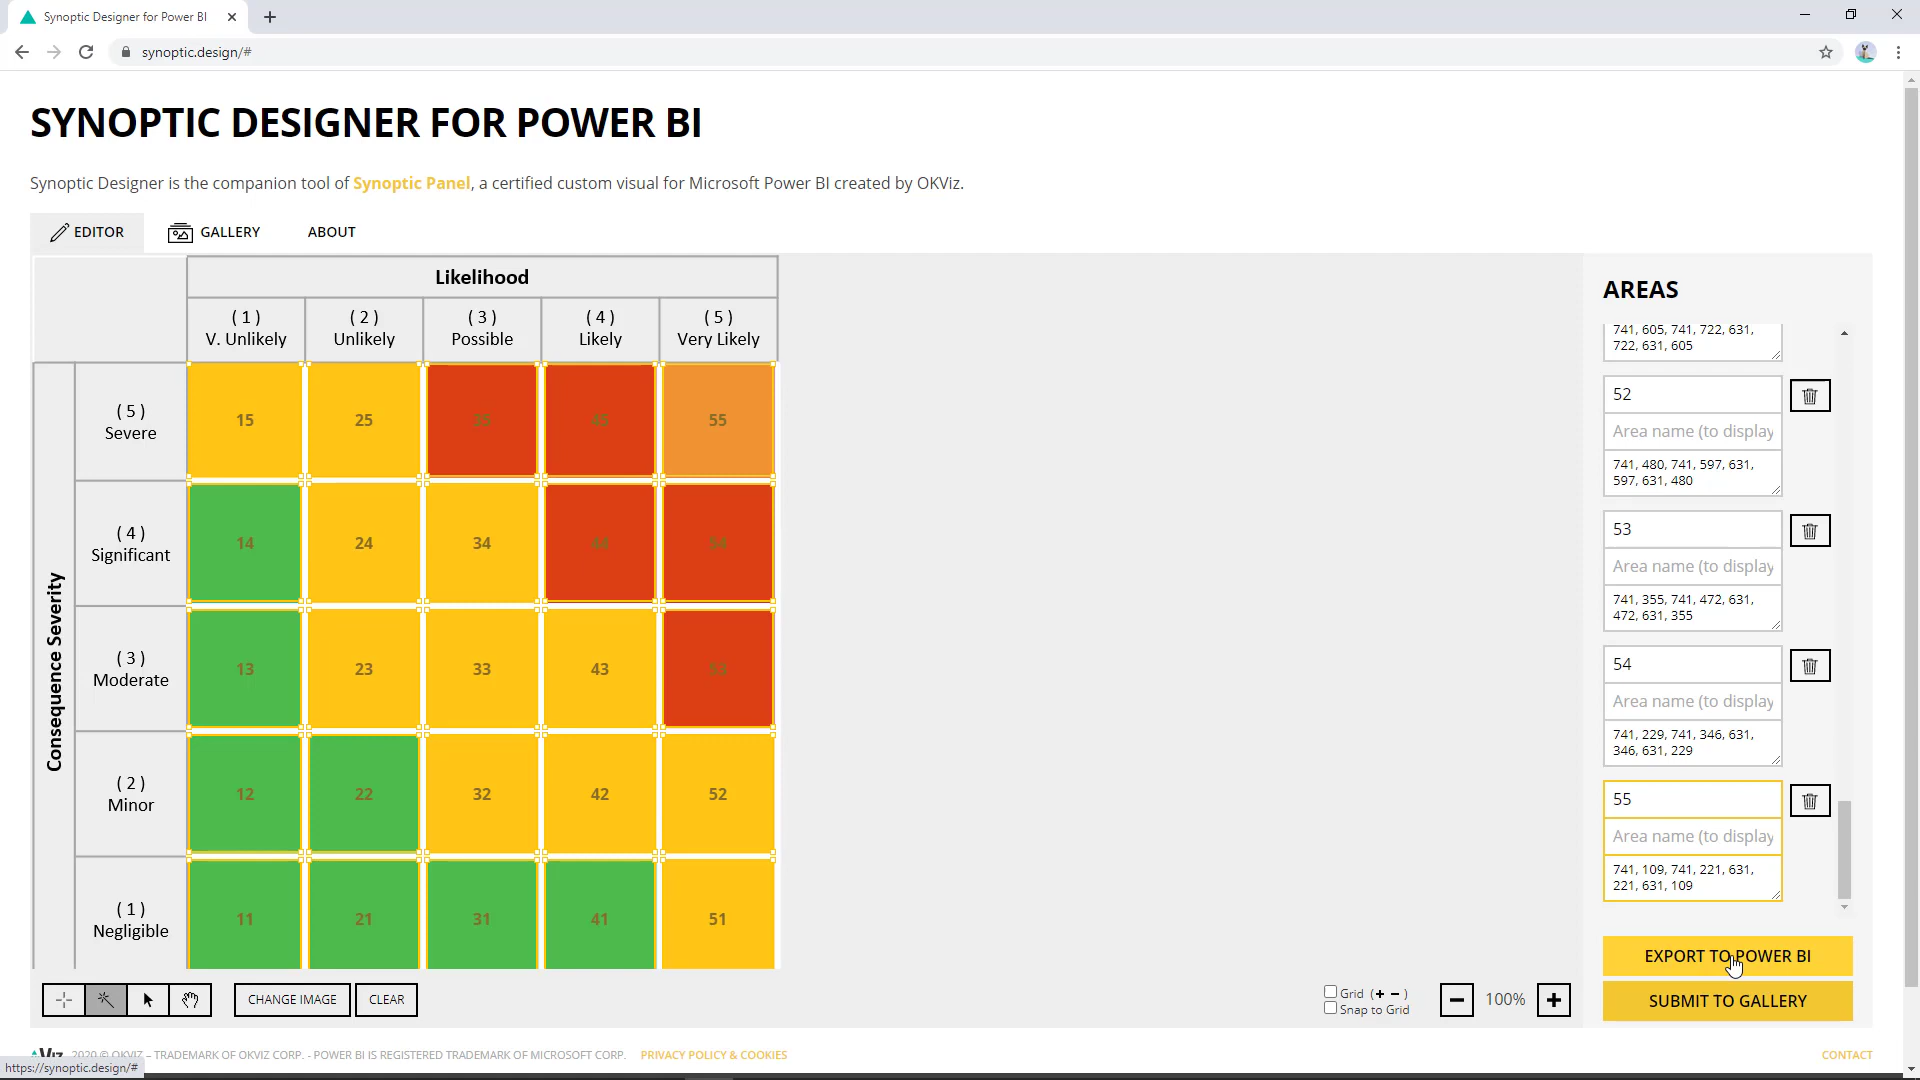 Synoptic Designer for Power BI
synoptic.design/#
SYNOPTIC DESIGNER FOR POWER BI
Synoptic Designer is the companion tool of Synoptic Panel, a certified custom visual for Microsoft Power BI created by OKViz.
EDITOR GALLERY ABOUT
Likelihood
( 1 ) ( 2 ) ( 3 ) ( 4 ) ( 5 )
V. Unlikely Unlikely Possible Likely Very Likely
Consequence Severity
( 5 )
Severe
15 25 35 45 55
( 4 )
Significant
14 24 34 44 54
( 3 )
Moderate
13 23 33 43 53
( 2 )
Minor
12 22 32 42 52
( 1 )
Negligible
11 21 31 41 51
AREAS
741, 605, 741, 722, 631,
722, 631, 605
52
Area name (to display
741, 480, 741, 597, 631,
597, 631, 480
53
Area name (to display
741, 355, 741, 472, 631,
472, 631, 355
54
Area name (to display
741, 229, 741, 346, 631,
346, 631, 229
55
Area name (to display
741, 109, 741, 221, 631,
221, 631, 109
EXPORT TO POWER BI
SUBMIT TO GALLERY
CHANGE IMAGE CLEAR
Grid ( + − )
Snap to Grid
100%
2020 © OKVIZ – TRADEMARK OF OKVIZ CORP. - POWER BI IS REGISTERED TRADEMARK OF MICROSOFT CORP. PRIVACY POLICY & COOKIES CONTACT
https://synoptic.design/#